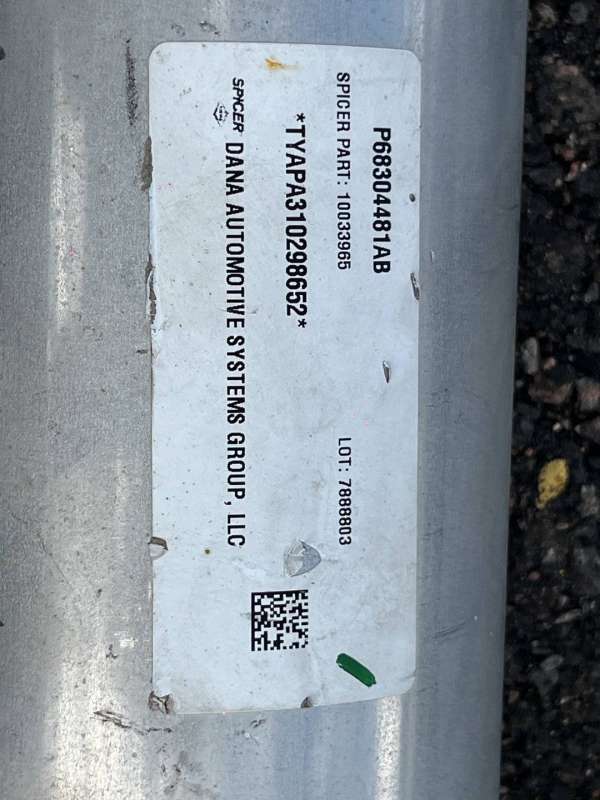 P68304481AB
SPICER PART: 10033965 LOT: 7888803
*TYAPA310298652*
SPICER DANA AUTOMOTIVE SYSTEMS GROUP, LLC